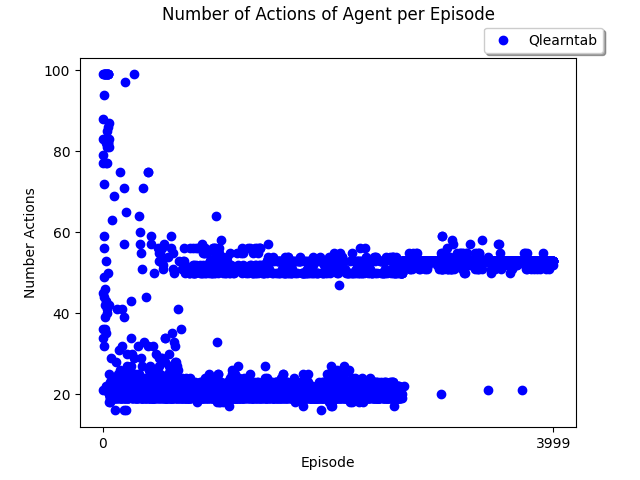 Number of Actions of Agent per Episode
Qlearntab
100
80
60
40
20
Number Actions
0
3999
Episode